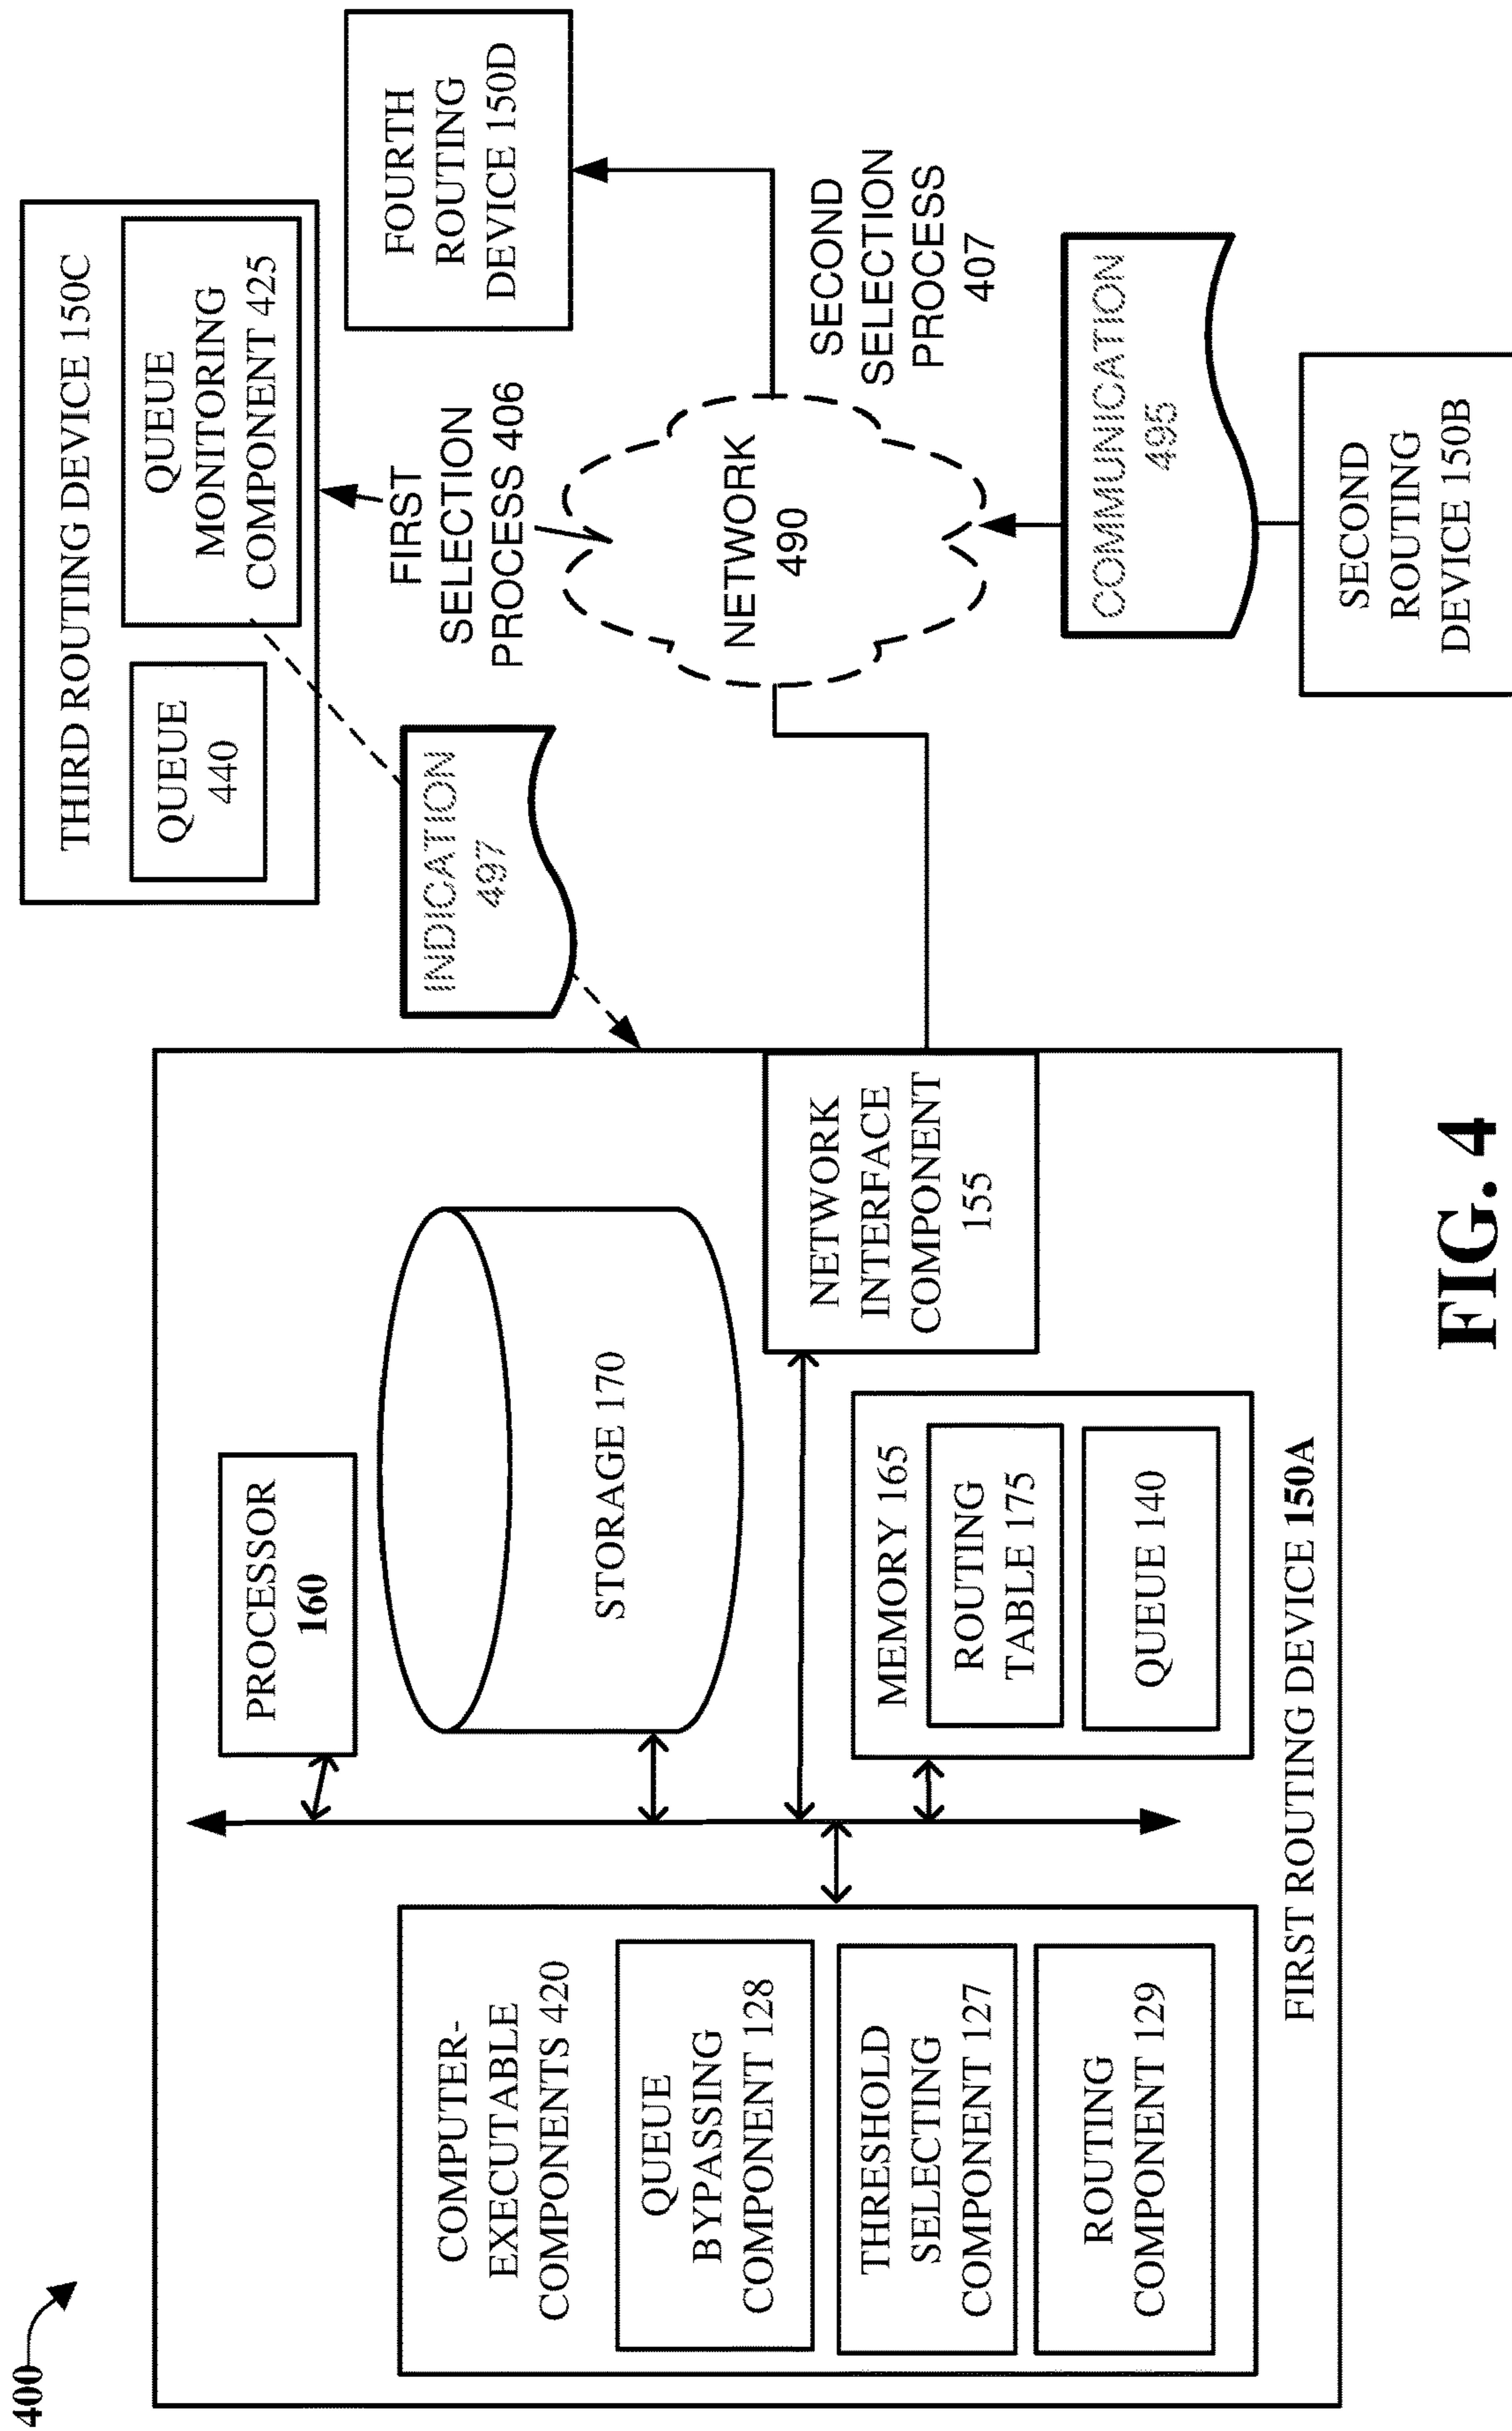 400
COMPUTER-
EXECUTABLE
COMPONENTS 420
QUEUE
BYPASSING
COMPONENT 128
THRESHOLD
SELECTING
COMPONENT 127
ROUTING
COMPONENT 129
PROCESSOR
160
STORAGE 170
MEMORY 165
ROUTING
TABLE 175
QUEUE 140
NETWORK
INTERFACE
COMPONENT
155
FIRST ROUTING DEVICE 150A
INDICATION
497
THIRD ROUTING DEVICE 150C
QUEUE
440
QUEUE
MONITORING
COMPONENT 425
FIRST
SELECTION
PROCESS 406
NETWORK
490
FOURTH
ROUTING
DEVICE 150D
SECOND
SELECTION
PROCESS
407
COMMUNICATION
495
SECOND
ROUTING
DEVICE 150B
FIG. 4